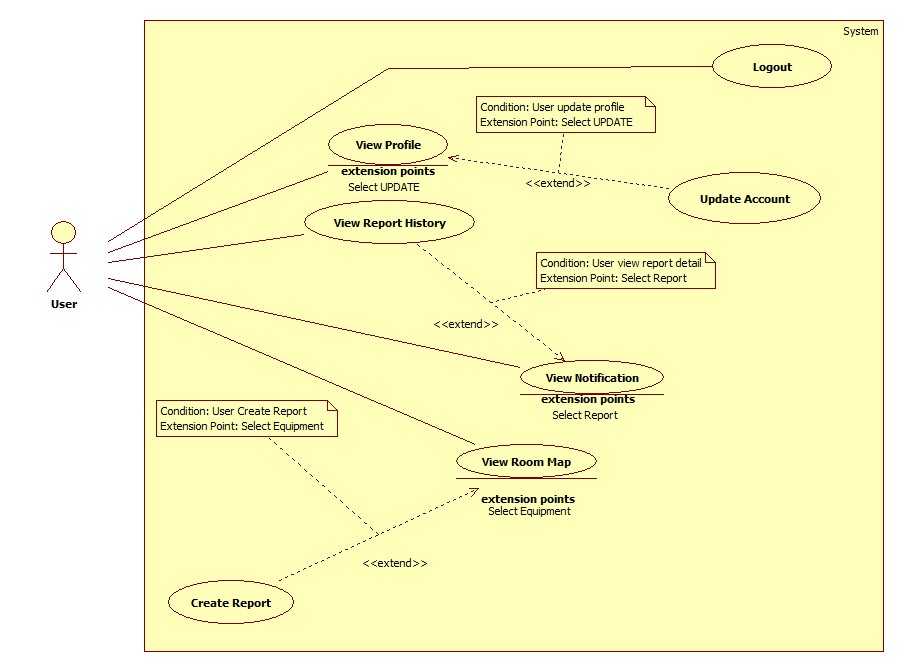 System
Logout
Condition: User update profile
Extension Point: Select UPDATE
View Profile
extension points
Select UPDATE
<<extend>>
Update Account
View Report History
User
Condition: User view report detail
Extension Point: Select Report
<<extend>>
View Notification
extension points
Select Report
Condition: User Create Report
Extension Point: Select Equipment
View Room Map
extension points
Select Equipment
<<extend>>
Create Report